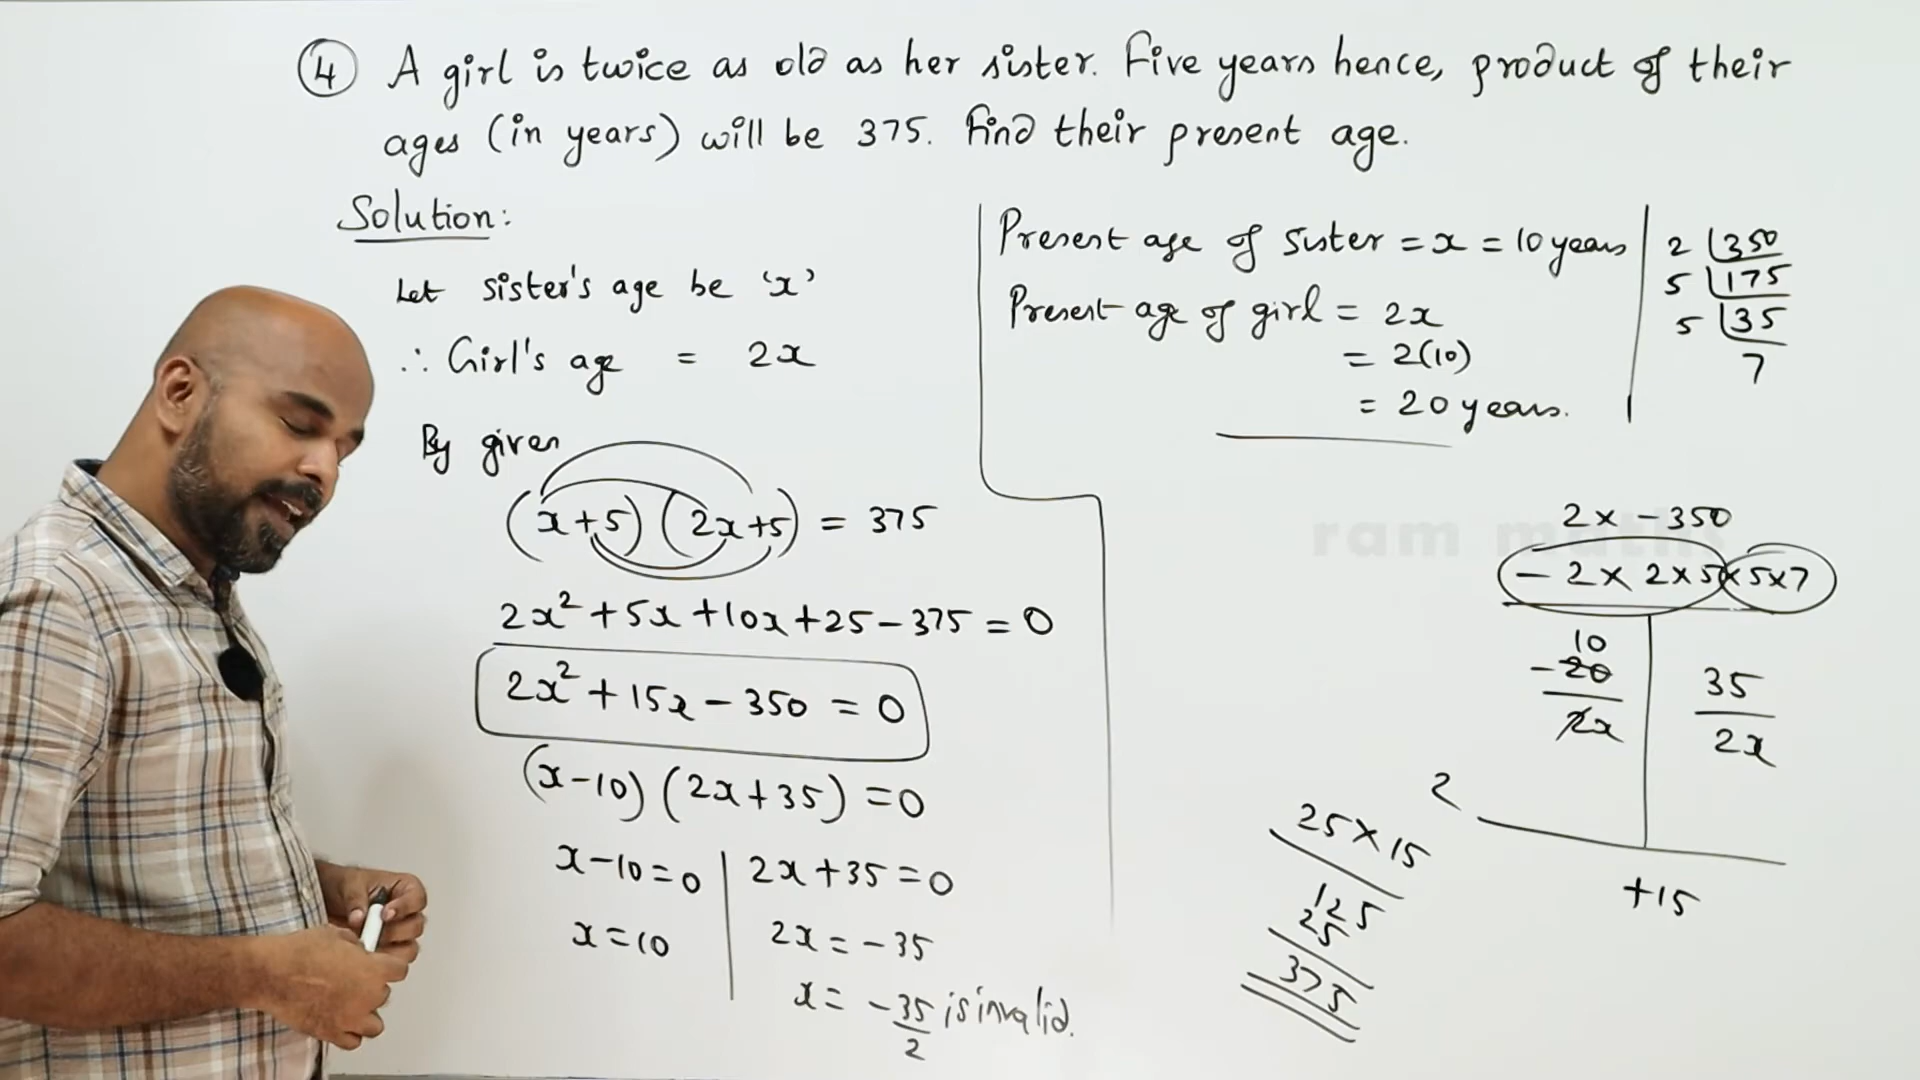 ④ A girl is twice as old as her sister. Five years hence, product of their
ages (in years) will be 375. Find their present age.
Solution:
Let sister's age be 'x'
∴ Girl's age = 2x
By given
(x+5)(2x+5) = 375
2x² + 5x + 10x + 25 - 375 = 0
2x² + 15x - 350 = 0
(x-10)(2x+35) = 0
x-10=0 | 2x+35=0
x=10 | 2x = -35
x = -35/2 is invalid.
Present age of sister = x = 10 years
Present age of girl = 2x
= 2(10)
= 20 years.
2 | 350
5 | 175
5 | 35
7
ram maths
2x - 350
- 2 x 2 x 5 x 5 x 7
-20/2x | 35/2x
10
2
+15
25 x 15
125
25
375